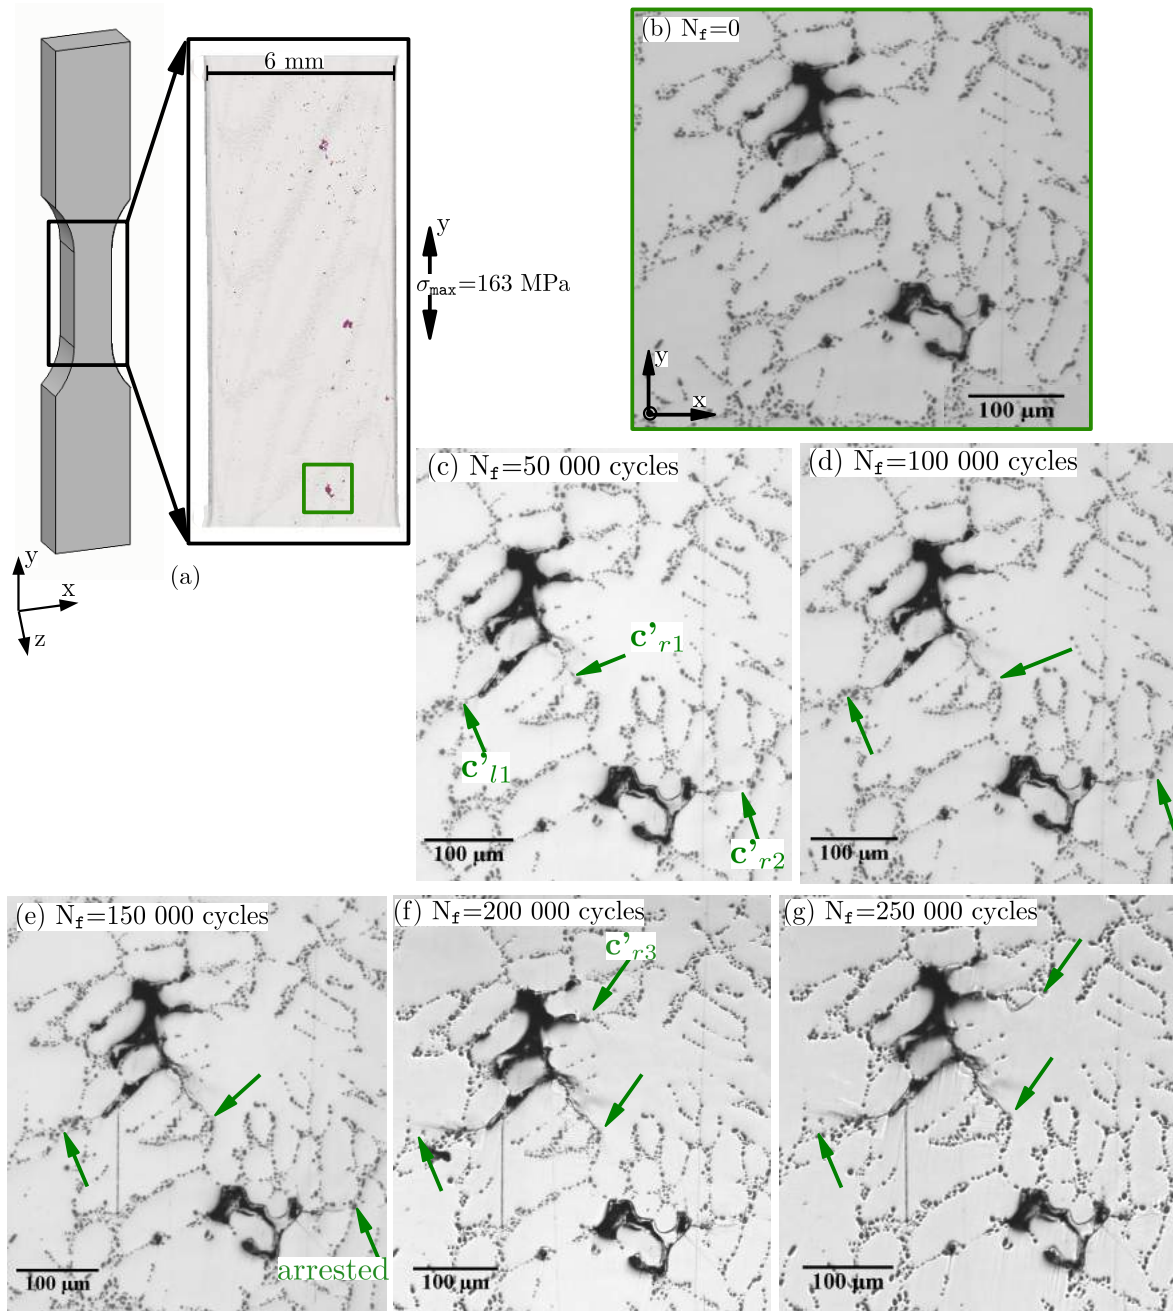 6 mm
y
σmax=163 MPa
y
x
z
(a)
(b) Nf=0
y
x
100 μm
(c) Nf=50 000 cycles
c'r1
c'l1
c'r2
100 μm
(d) Nf=100 000 cycles
100 μm
(e) Nf=150 000 cycles
arrested
100 μm
(f) Nf=200 000 cycles
c'r3
100 μm
(g) Nf=250 000 cycles
100 μm